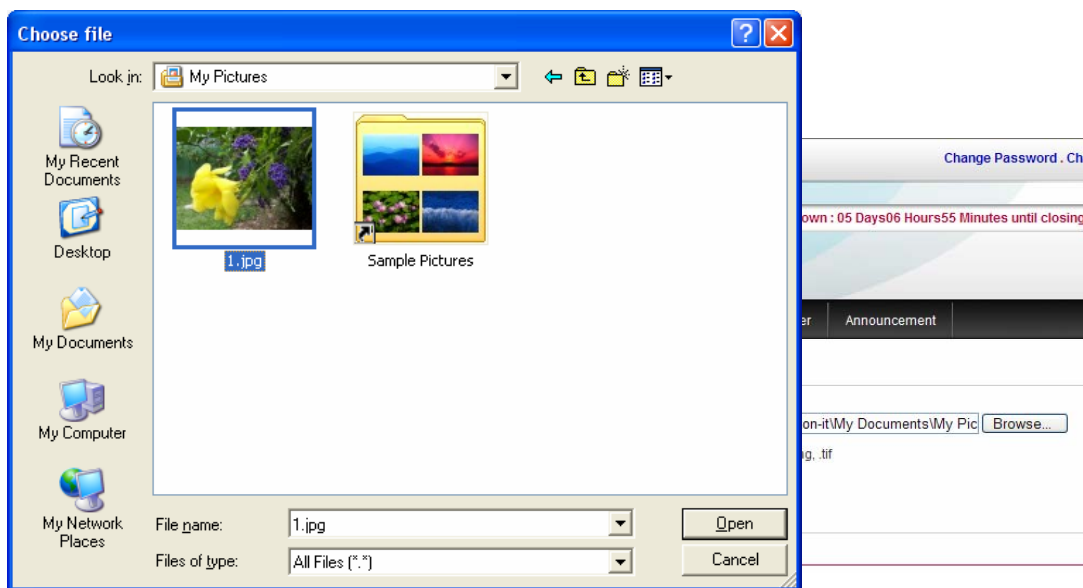 Choose file
Look in:
My Pictures
My Recent
Documents
Desktop
My Documents
My Computer
My Network
Places
1.jpg
Sample Pictures
File name:
1.jpg
Open
Files of type:
All Files (*.*)
Cancel
Change Password . Ch
own : 05 Days06 Hours55 Minutes until closing
er
Announcement
on-it\My Documents\My Pic
Browse...
.tif